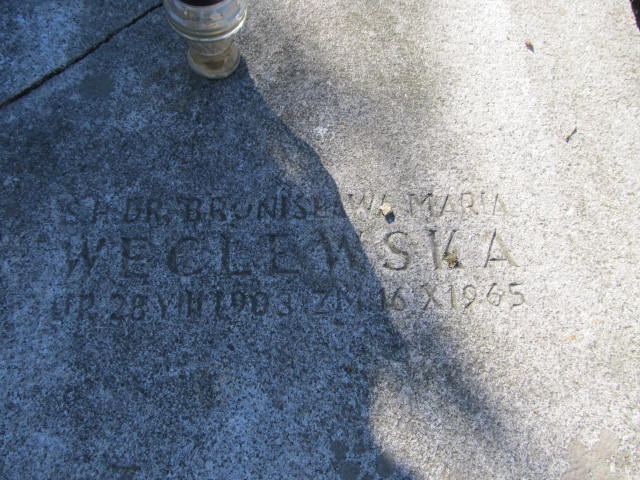 S. P. DR. BRONISŁAWA MARIA
WĘCLEWSKA
UR. 28 VIII 1903 ZM. 16 X 1965